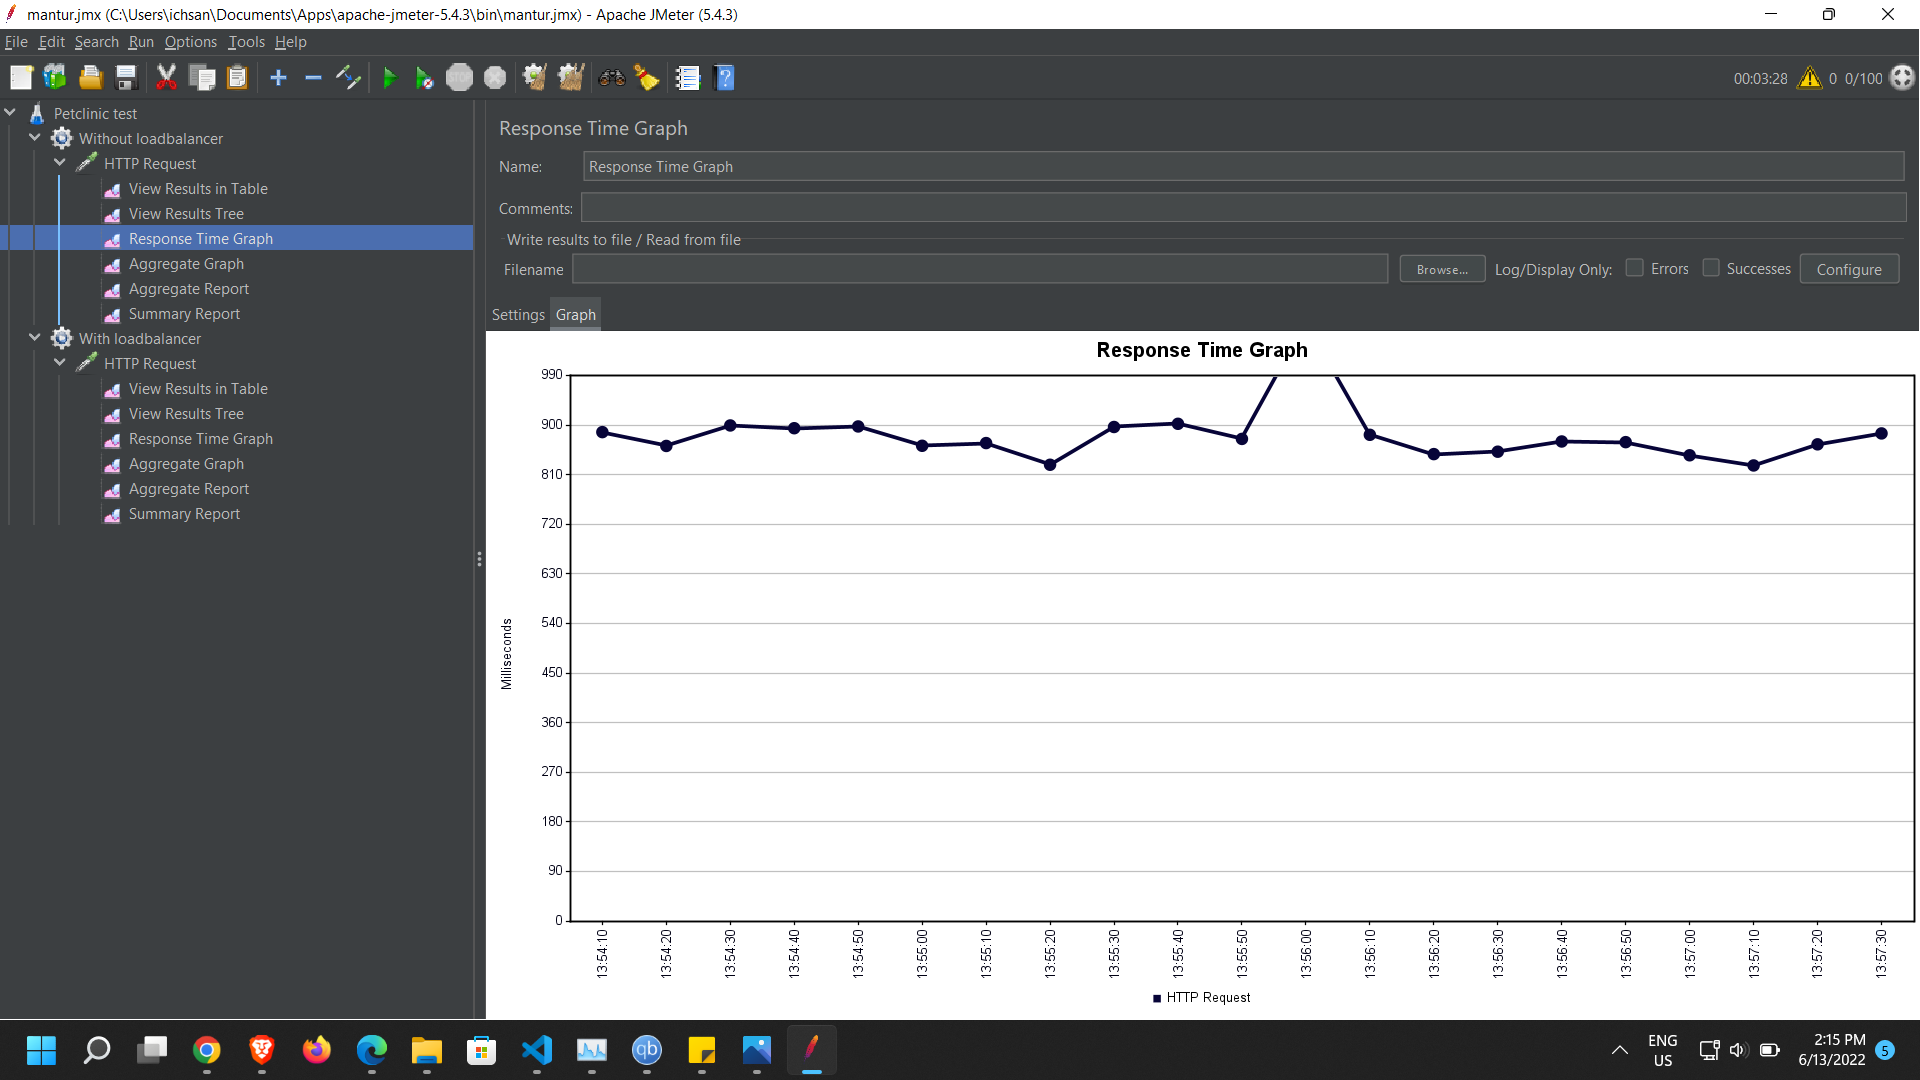 mantur.jmx (C:\Users\ichsan\Documents\Apps\apache-jmeter-5.4.3\bin\mantur.jmx) - Apache JMeter (5.4.3)
File Edit Search Run Options Tools Help
STOP
00:03:28 0 0/100
Petclinic test
Without loadbalancer
HTTP Request
View Results in Table
View Results Tree
Response Time Graph
Aggregate Graph
Aggregate Report
Summary Report
With loadbalancer
HTTP Request
View Results in Table
View Results Tree
Response Time Graph
Aggregate Graph
Aggregate Report
Summary Report
Response Time Graph
Name: Response Time Graph
Comments:
Write results to file / Read from file
Filename Browse... Log/Display Only: Errors Successes Configure
Settings Graph
Response Time Graph
990
900
810
720
630
540
450
360
270
180
90
0
Milliseconds
13:54:10
13:54:20
13:54:30
13:54:40
13:54:50
13:55:00
13:55:10
13:55:20
13:55:30
13:55:40
13:55:50
13:56:00
13:56:10
13:56:20
13:56:30
13:56:40
13:56:50
13:57:00
13:57:10
13:57:20
13:57:30
HTTP Request
qb
ENG
US
2:15 PM
6/13/2022
5